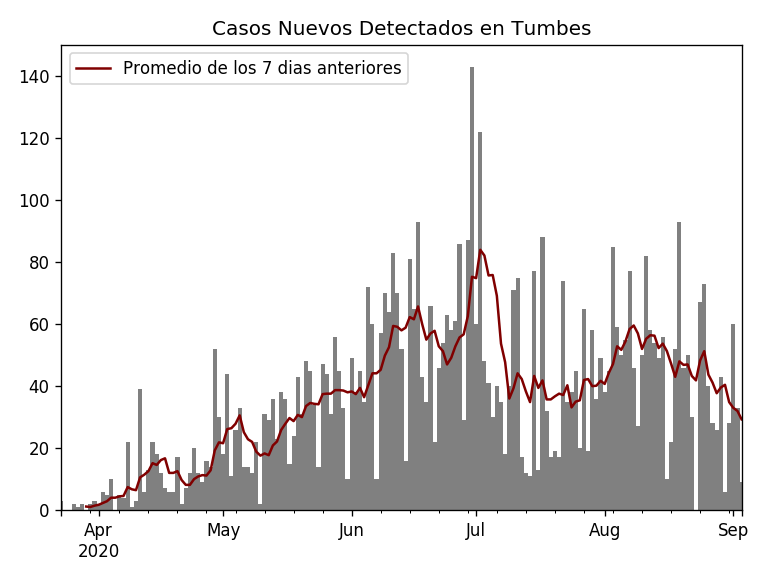 Casos Nuevos Detectados en Tumbes
Promedio de los 7 dias anteriores
140
120
100
80
60
40
20
0
Apr
2020
May
Jun
Jul
Aug
Sep